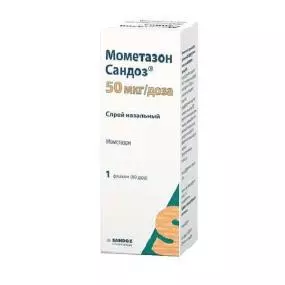 Мометазон
Сандоз®
50 мкг/доза
Спрей назальный
Мометазон
1 флакон (60 доз)
SANDOZ